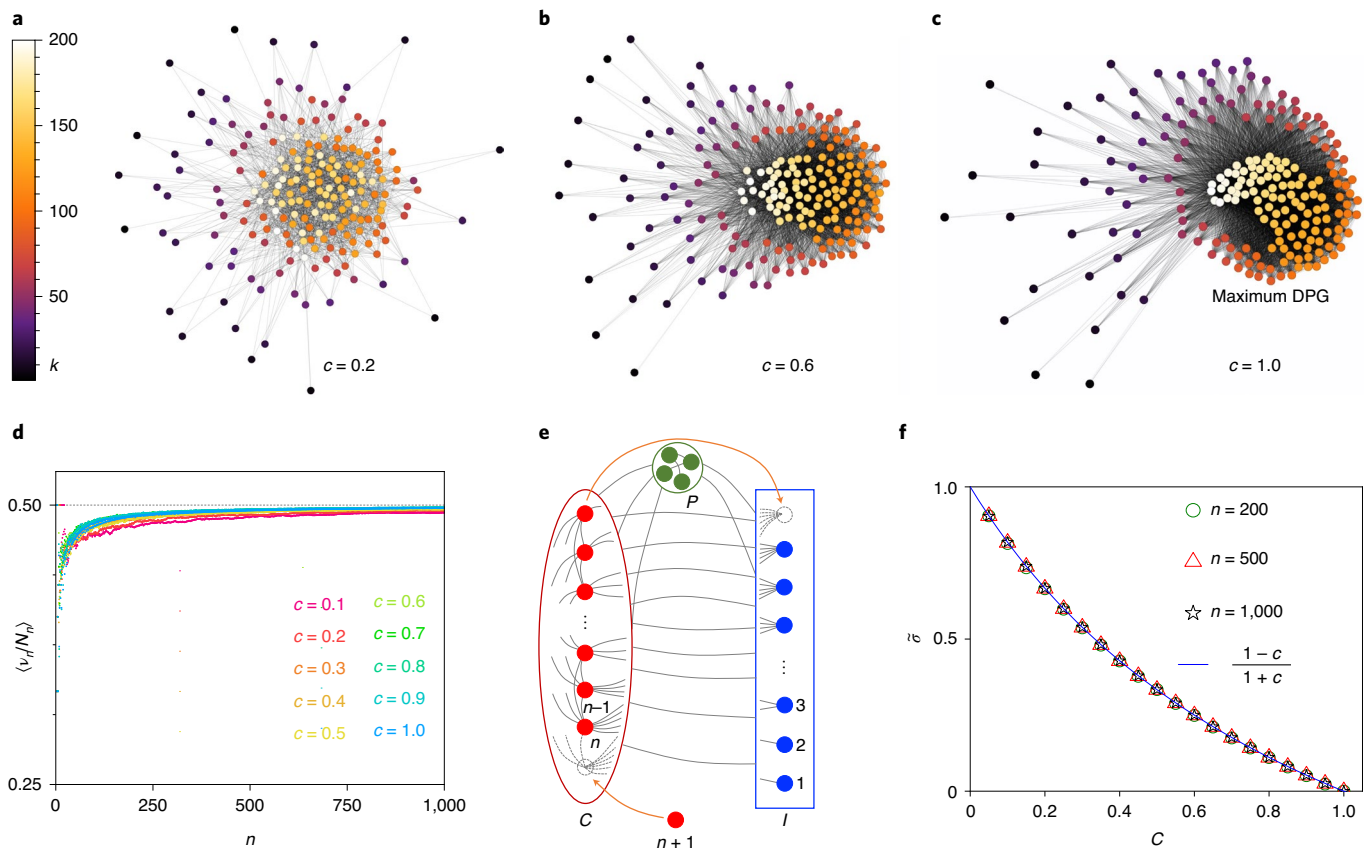 a
200
150
100
50
k
c = 0.2
b
c = 0.6
c
Maximum DPG
c = 1.0
d
0.50
0.25
⟨νn/Nn⟩
c = 0.1 c = 0.6
c = 0.2 c = 0.7
c = 0.3 c = 0.8
c = 0.4 c = 0.9
c = 0.5 c = 1.0
0 250 500 750 1,000
n
e
P
⋮
n–1
n
⋮
3
2
1
C
I
n + 1
f
1.0
0.5
0
σ̃
n = 200
n = 500
n = 1,000
1 − c
1 + c
0 0.2 0.4 0.6 0.8 1.0
C